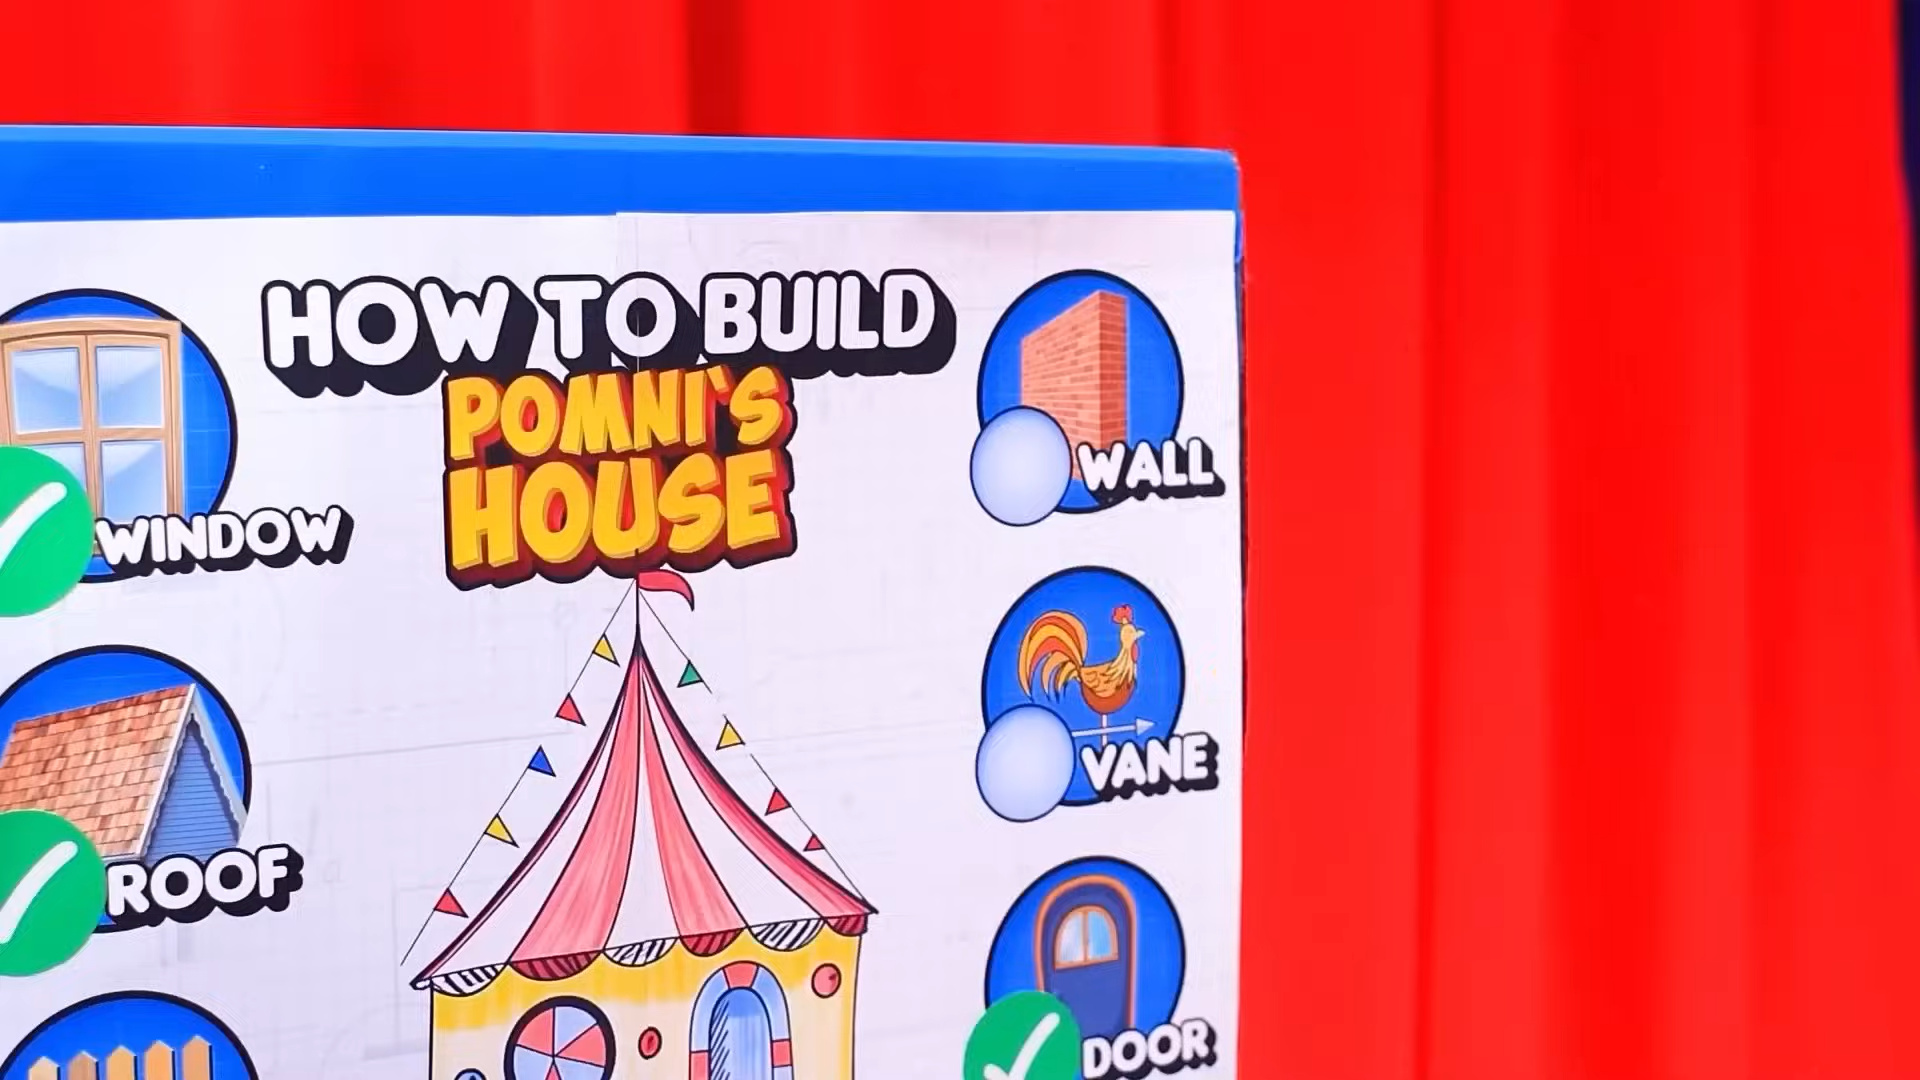 HOW TO BUILD
POMNI'S
HOUSE
WINDOW
WALL
ROOF
VANE
DOOR